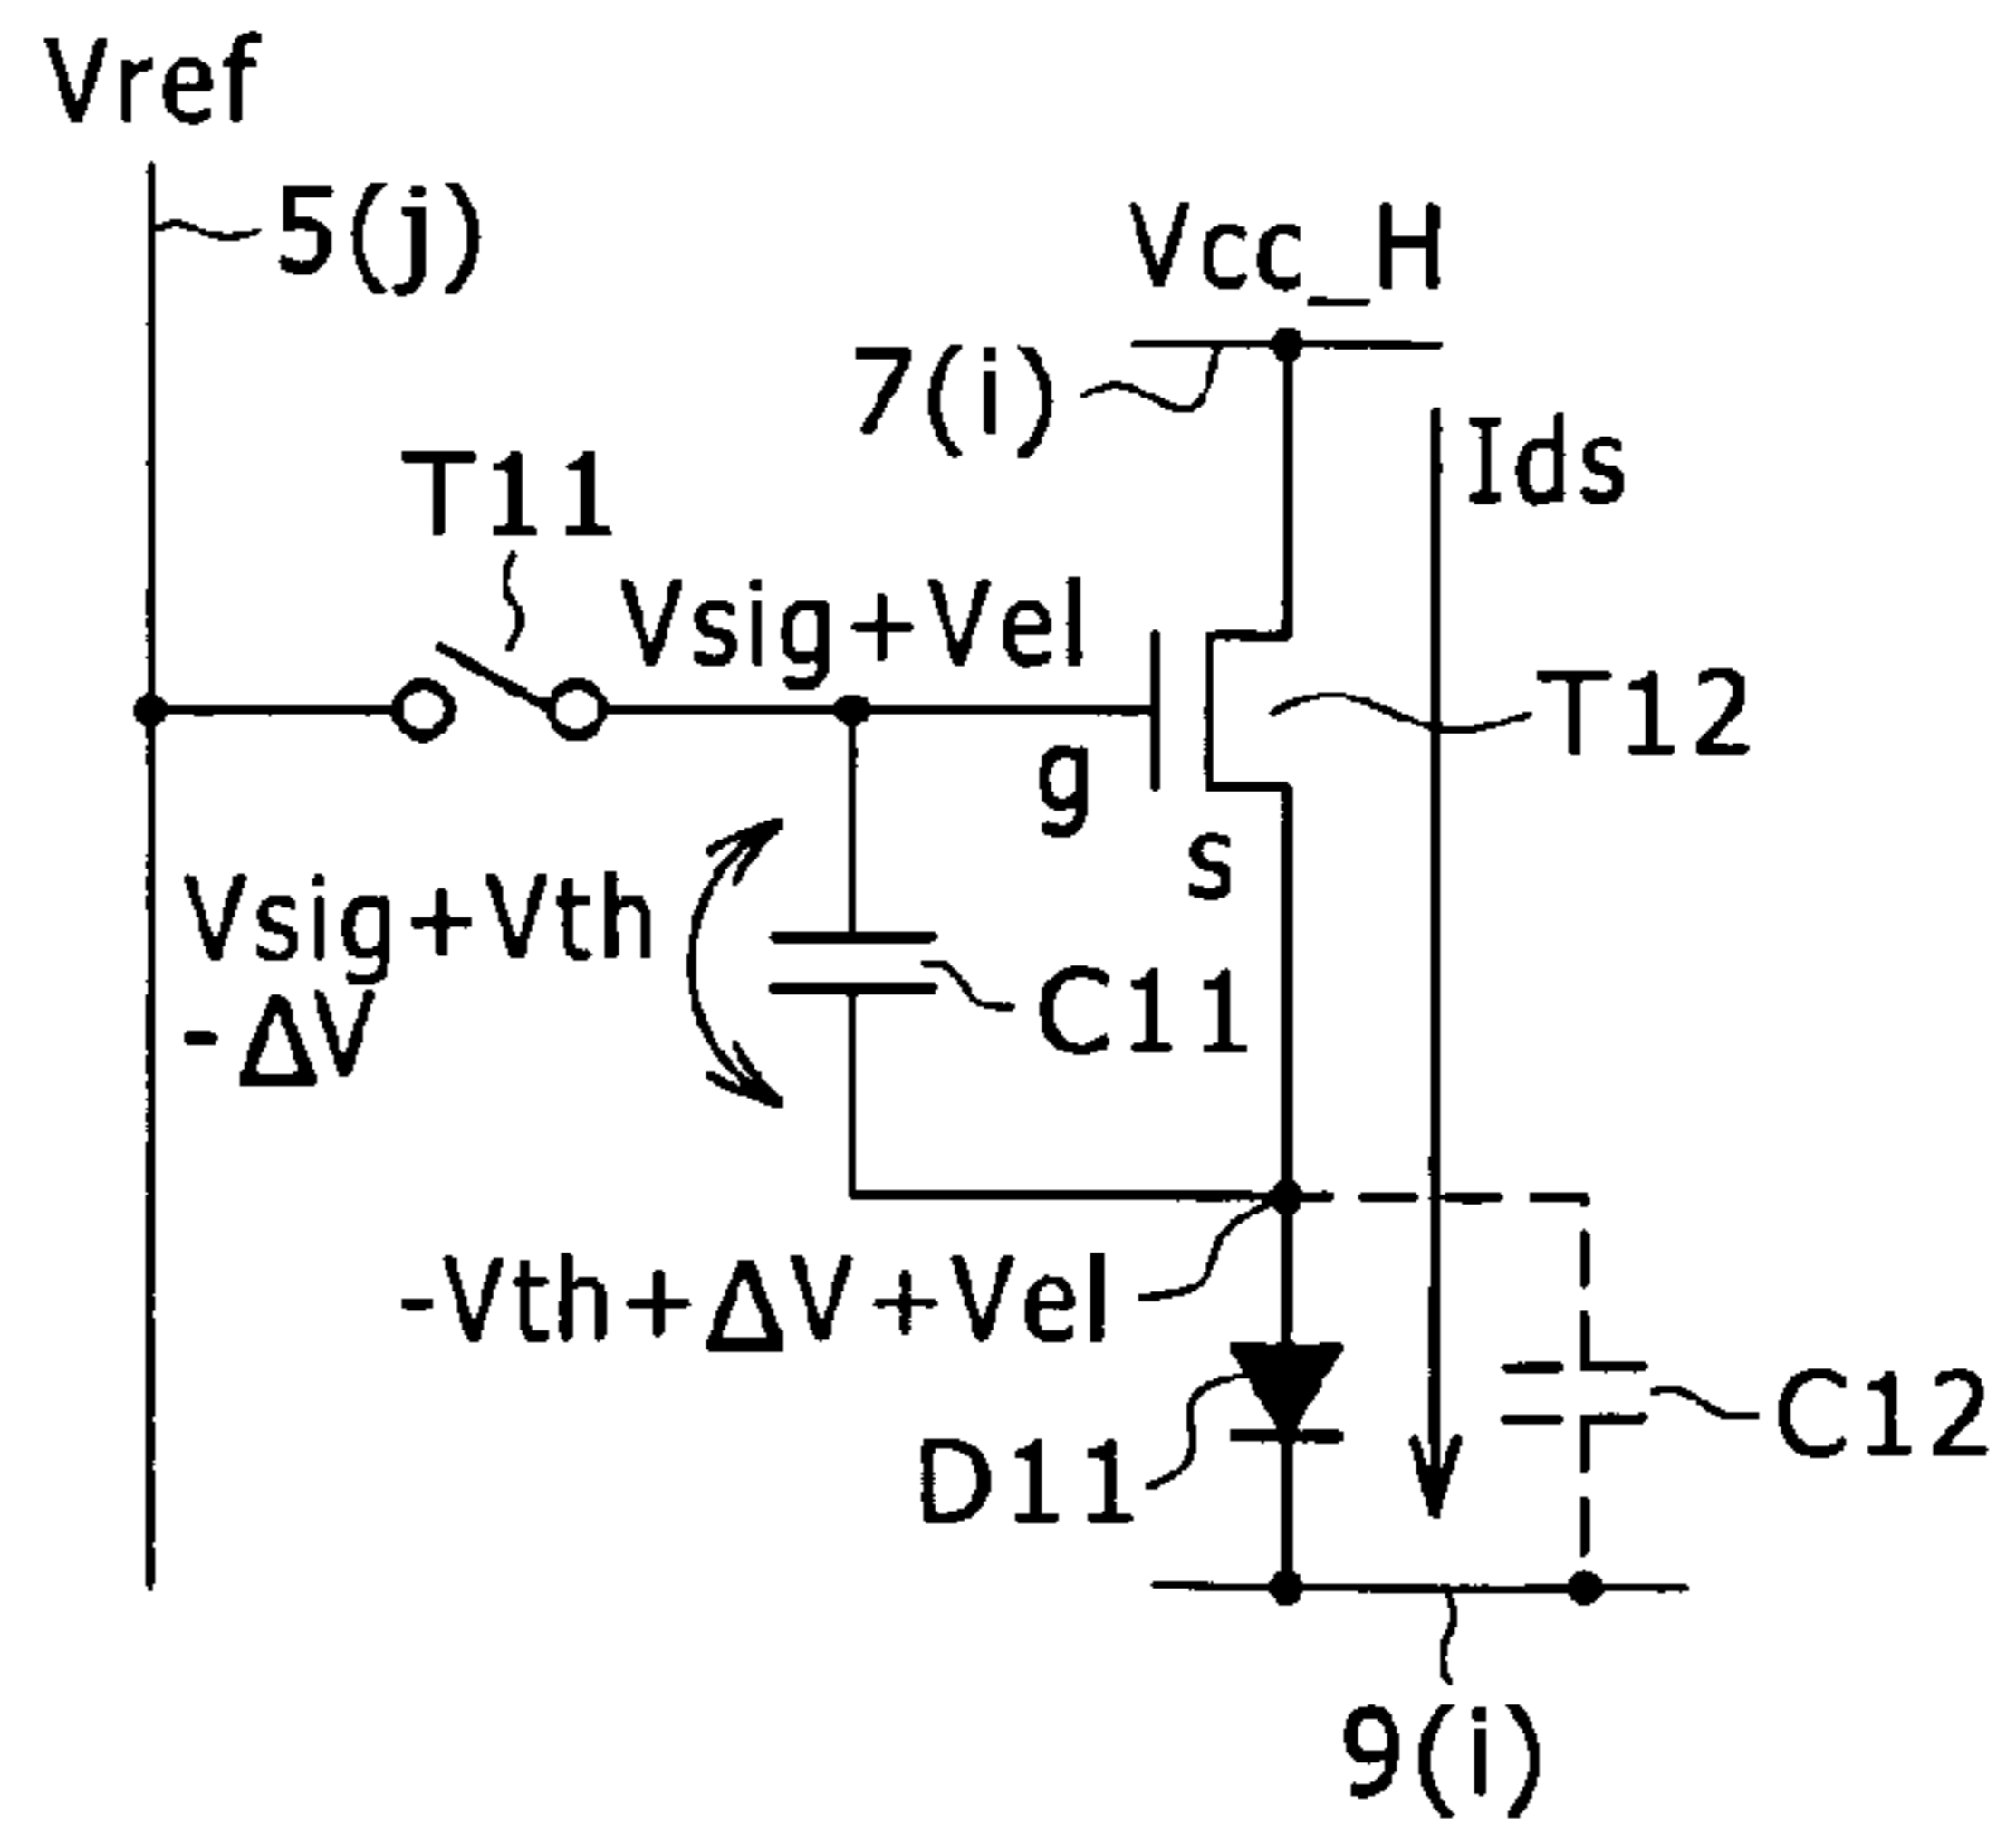 Vref
5(j)
Vcc_H
7(i)
Ids
T11
Vsig+Vel
T12
g
s
Vsig+Vth
-ΔV
C11
-Vth+ΔV+Vel
D11
C12
9(i)